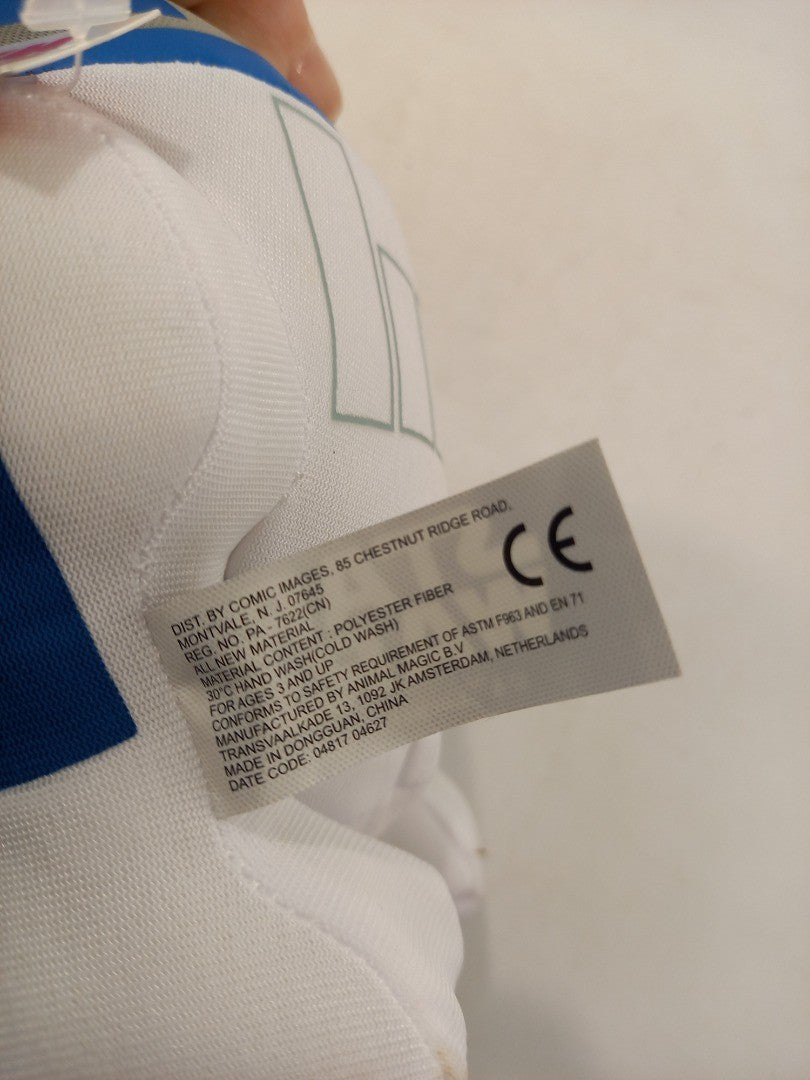 DIST. BY COMIC IMAGES, 85 CHESTNUT RIDGE ROAD,
MONTVALE, N. J. 07645
REG. NO. PA - 7622(CN)
ALL NEW MATERIAL
MATERIAL CONTENT : POLYESTER FIBER
30°C HAND WASH(COLD WASH)
FOR AGES 3 AND UP
CONFORMS TO SAFETY REQUIREMENT OF ASTM F963 AND EN 71
MANUFACTURED BY ANIMAL MAGIC B.V
TRANSVAALKADE 13, 1092 JK AMSTERDAM, NETHERLANDS
MADE IN DONGGUAN, CHINA
DATE CODE: 04817 04627
CE